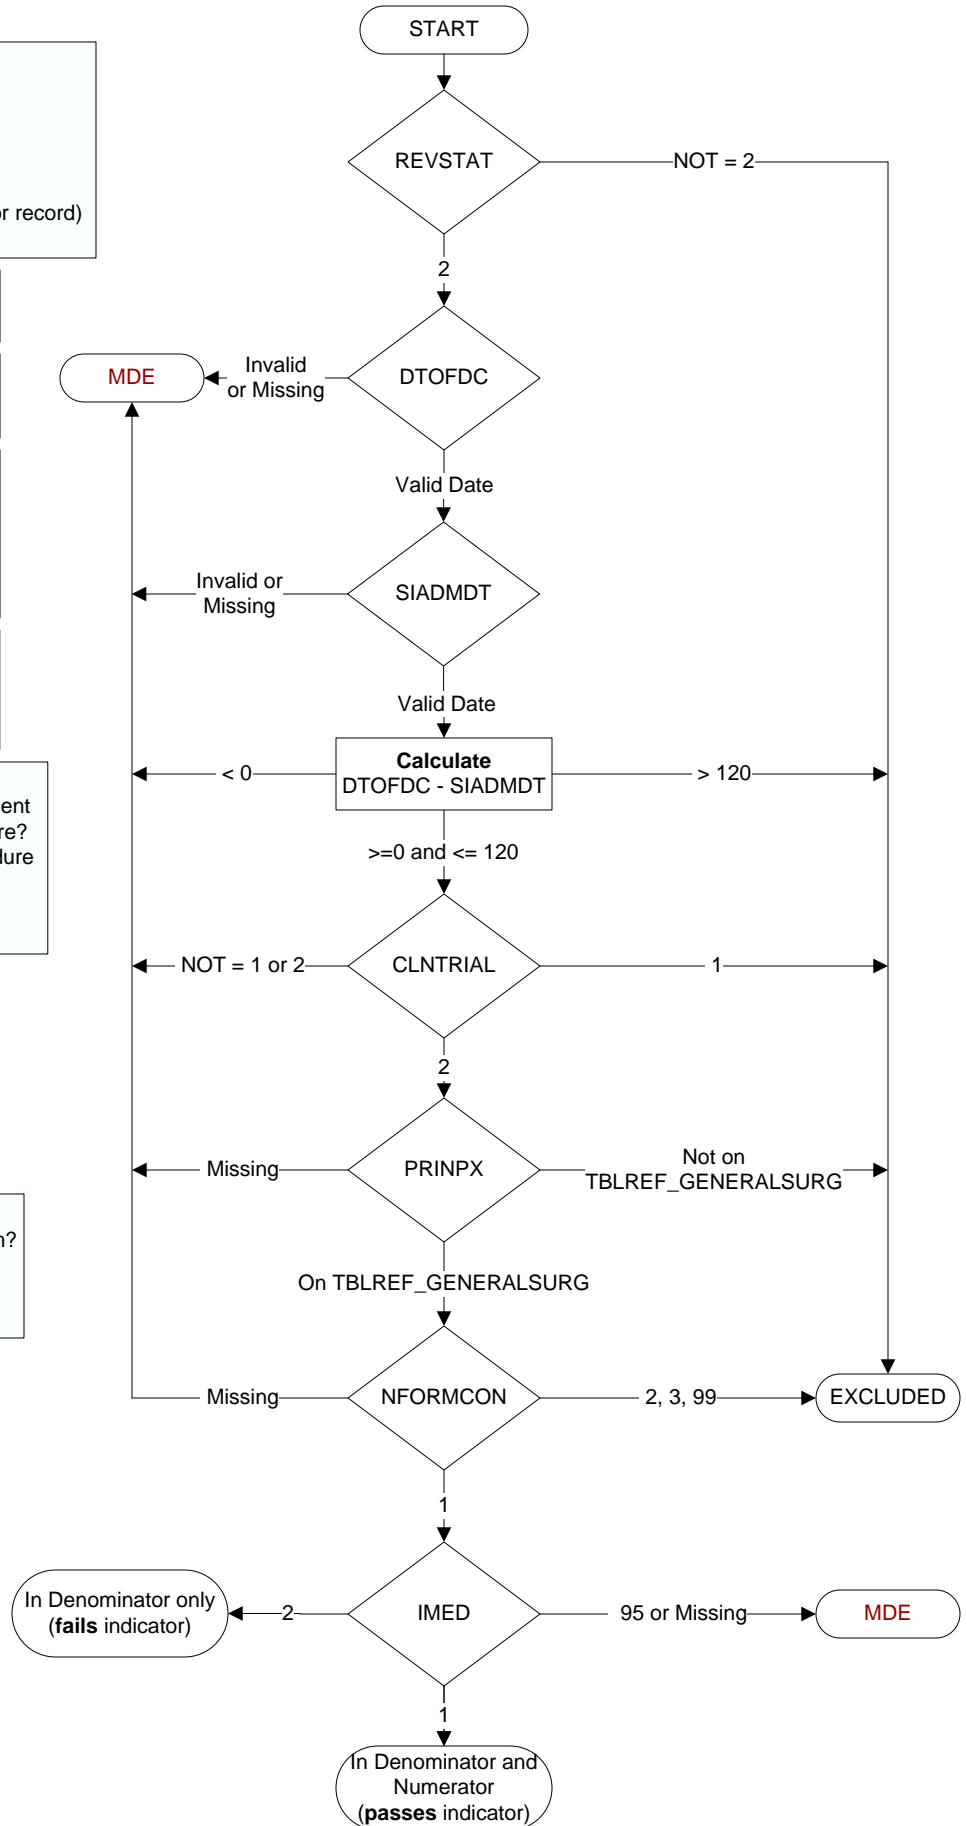 START
REVSTAT
NOT = 2
r record)
2
Invalid
or Missing
MDE
DTOFDC
Valid Date
Invalid or
Missing
SIADMDT
Valid Date
Calculate
DTOFDC - SIADMDT
< 0
> 120
ent
re?
dure
>=0 and <= 120
NOT = 1 or 2
CLNTRIAL
1
2
Missing
PRINPX
Not on
TBLREF_GENERALSURG
n?
On TBLREF_GENERALSURG
Missing
NFORMCON
2, 3, 99
EXCLUDED
1
In Denominator only
(fails indicator)
2
IMED
95 or Missing
MDE
1
In Denominator and
Numerator
(passes indicator)